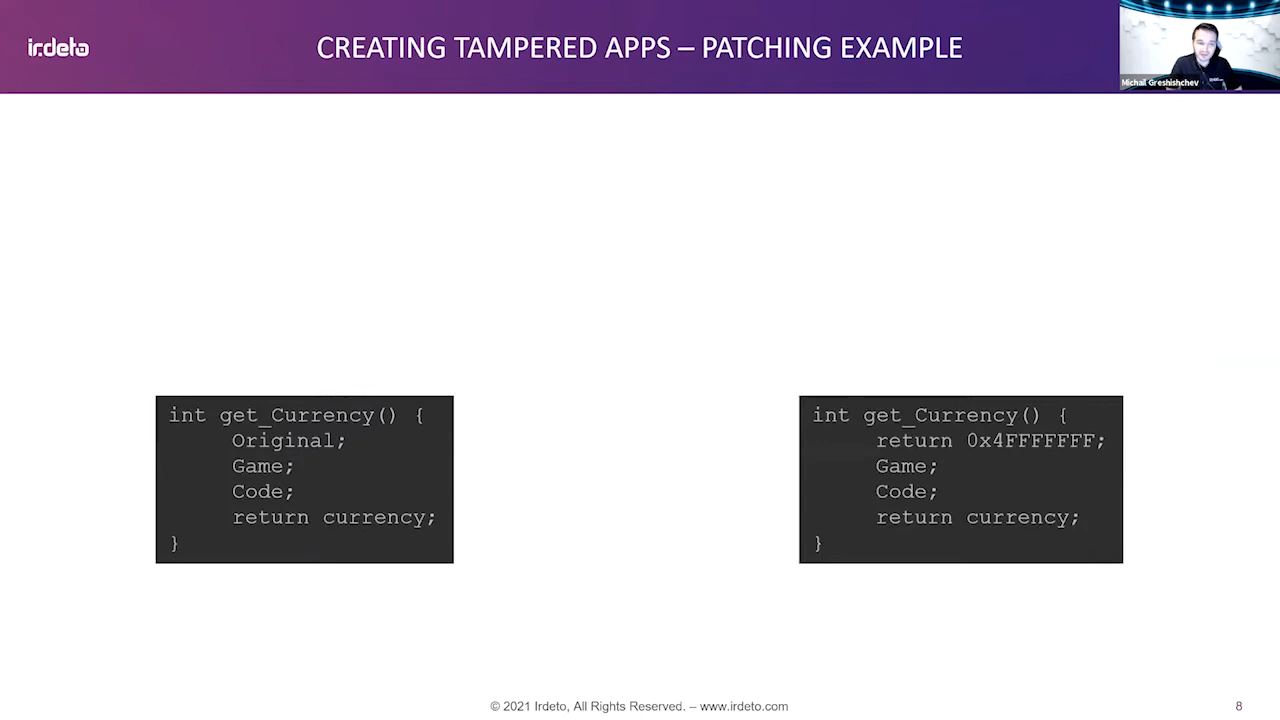 irdeto
CREATING TAMPERED APPS – PATCHING EXAMPLE
Michail Greshishchev
int get_Currency() {
Original;
Game;
Code;
return currency;
}
int get_Currency() {
return 0x4FFFFFFF;
Game;
Code;
return currency;
}
© 2021 Irdeto, All Rights Reserved. – www.irdeto.com
8